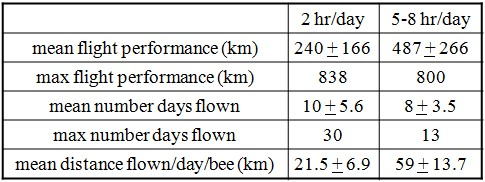 2 hr/day 5-8 hr/day
mean flight performance (km) 240±166 487±266
max flight performance (km) 838 800
mean number days flown 10±5.6 8±3.5
max number days flown 30 13
mean distance flown/day/bee (km) 21.5±6.9 59±13.7